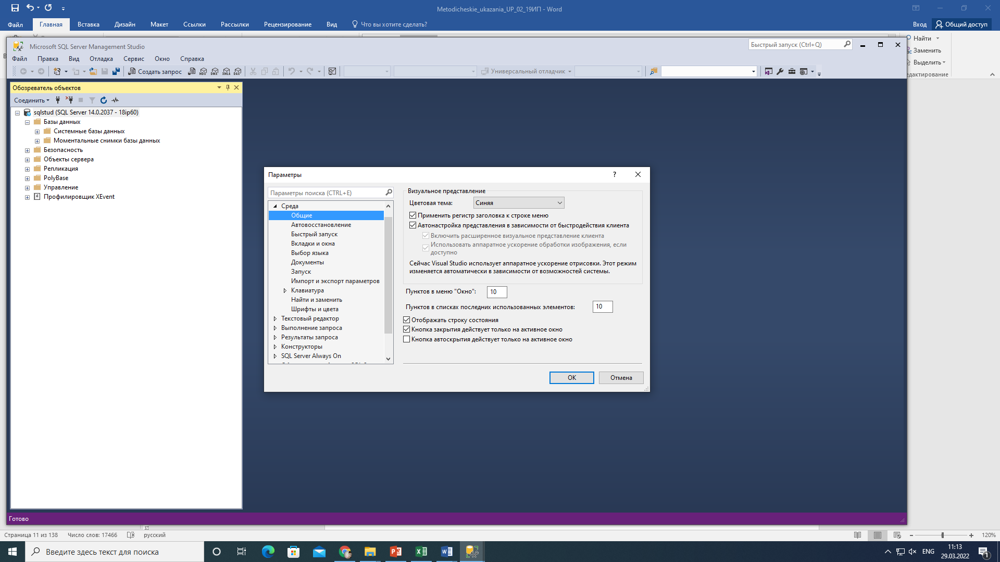 Metodicheskie_ukazania_UP_02_19ИП - Word
Файл Главная Вставка Дизайн Макет Ссылки Рассылки Рецензирование Вид Что вы хотите сделать? Вход Общий доступ
Найти
Заменить
Выделить
Microsoft SQL Server Management Studio
Быстрый запуск (Ctrl+Q)
Файл Правка Вид Отладка Сервис Окно Справка
Создать запрос MDX DMX XMLA DAX Универсальный отладчик
Обозреватель объектов
Соединить
sqlstud (SQL Server 14.0.2037 - 18ip60)
Базы данных
Системные базы данных
Моментальные снимки базы данных
Безопасность
Объекты сервера
Репликация
PolyBase
Управление
Профилировщик XEvent
Параметры
?
Параметры поиска (CTRL+E)
Среда
Общие
Автовосстановление
Быстрый запуск
Вкладки и окна
Выбор языка
Документы
Запуск
Импорт и экспорт параметров
Клавиатура
Найти и заменить
Шрифты и цвета
Текстовый редактор
Выполнение запроса
Результаты запроса
Конструкторы
SQL Server Always On
Визуальное представление
Цветовая тема: Синяя
Применить регистр заголовка к строке меню
Автонастройка представления в зависимости от быстродействия клиента
Включить расширенное визуальное представление клиента
Использовать аппаратное ускорение обработки изображения, если
доступно
Сейчас Visual Studio использует аппаратное ускорение отрисовки. Этот режим
изменяется автоматически в зависимости от возможностей системы.
Пунктов в меню "Окно": 10
Пунктов в списках последних использованных элементов: 10
Отображать строку состояния
Кнопка закрытия действует только на активное окно
Кнопка автоскрытия действует только на активное окно
ОК Отмена
Готово
Страница 11 из 138 Число слов: 17466 русский 120%
Введите здесь текст для поиска
ENG
11:13
29.03.2022
1